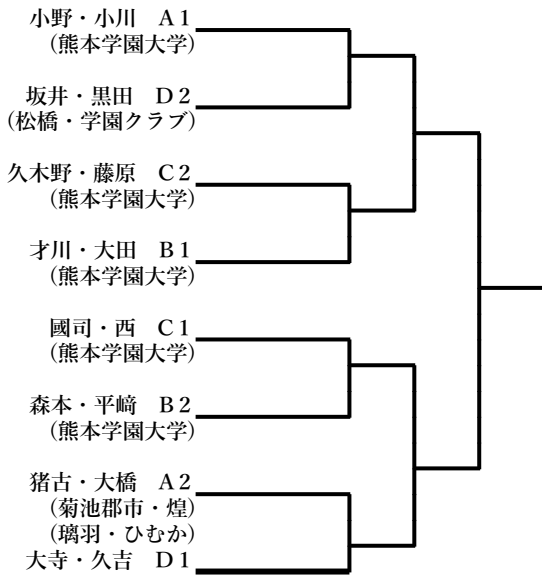 小野・小川　A1
(熊本学園大学)
坂井・黒田　D2
(松橋・学園クラブ)
久木野・藤原　C2
(熊本学園大学)
才川・大田　B1
(熊本学園大学)
國司・西　C1
(熊本学園大学)
森本・平﨑　B2
(熊本学園大学)
猪古・大橋　A2
(菊池郡市・煌)
(璃羽・ひむか)
大寺・久吉　D1